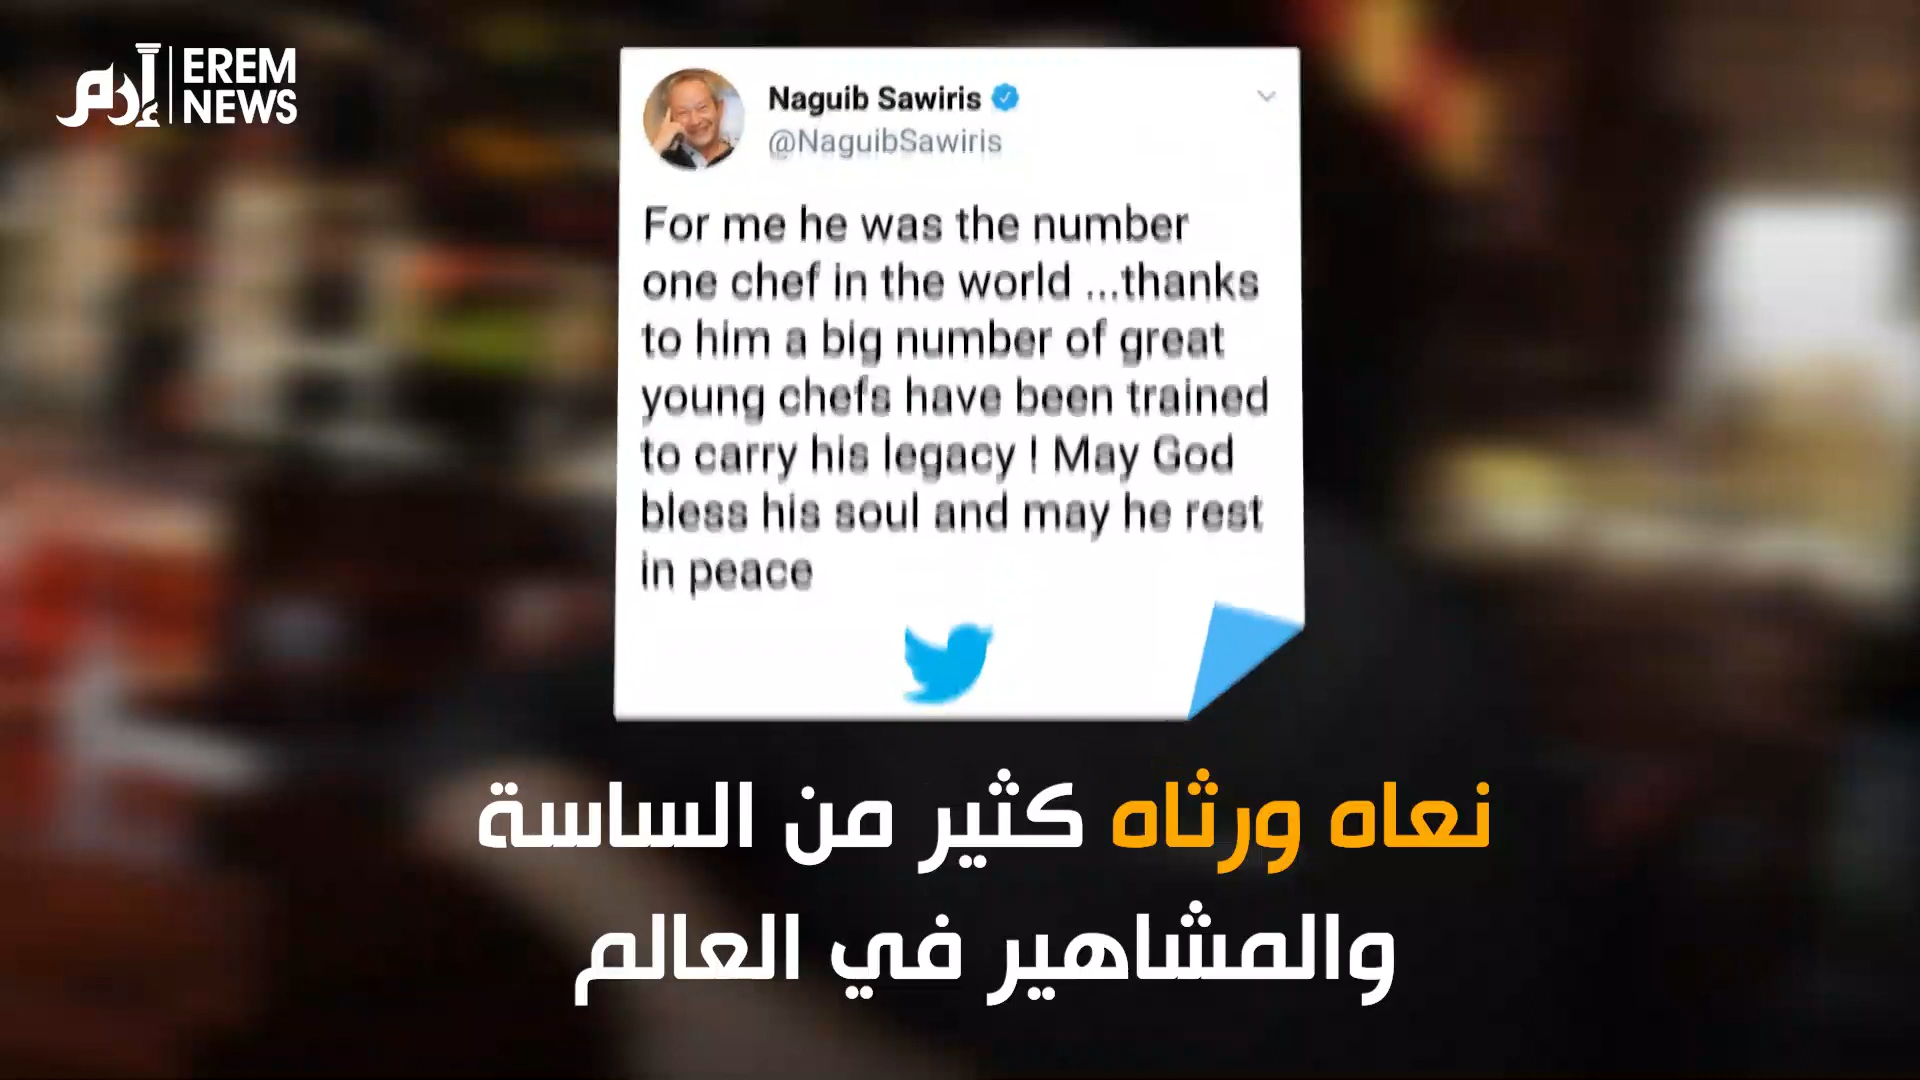 إرم
EREM
NEWS
Naguib Sawiris
@NaguibSawiris
For me he was the number
one chef in the world ...thanks
to him a big number of great
young chefs have been trained
to carry his legacy ! May God
bless his soul and may he rest
in peace
نعاه ورثاه كثير من الساسة
والمشاهير في العالم